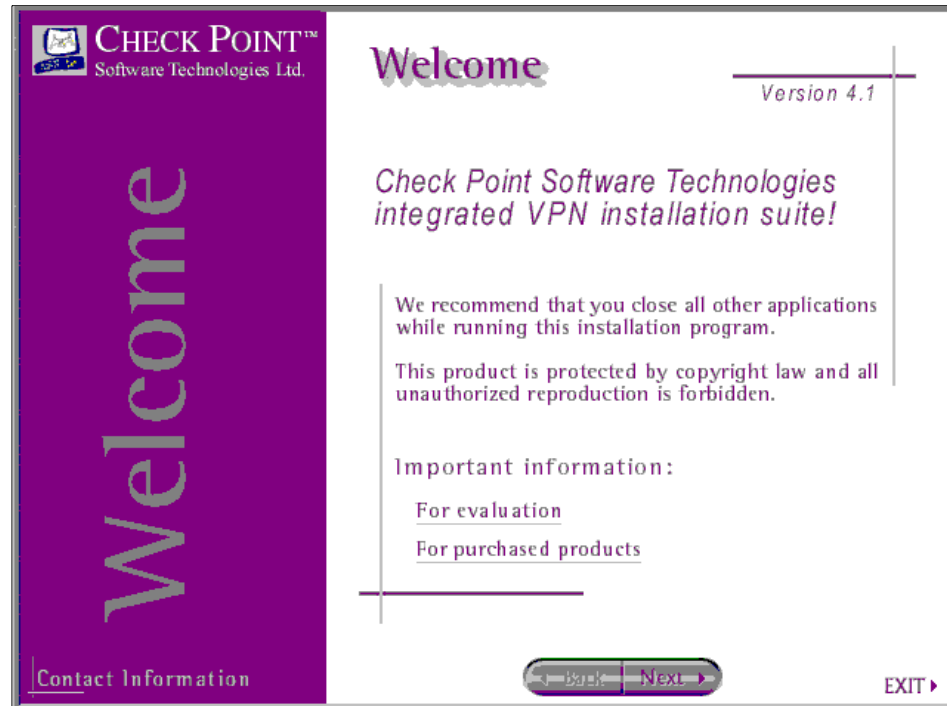 CHECK POINT™
Software Technologies Ltd.
Welcome
Welcome
Version 4.1
Check Point Software Technologies
integrated VPN installation suite!
We recommend that you close all other applications
while running this installation program.
This product is protected by copyright law and all
unauthorized reproduction is forbidden.
Important information:
For evaluation
For purchased products
Contact Information
Back
Next
EXIT